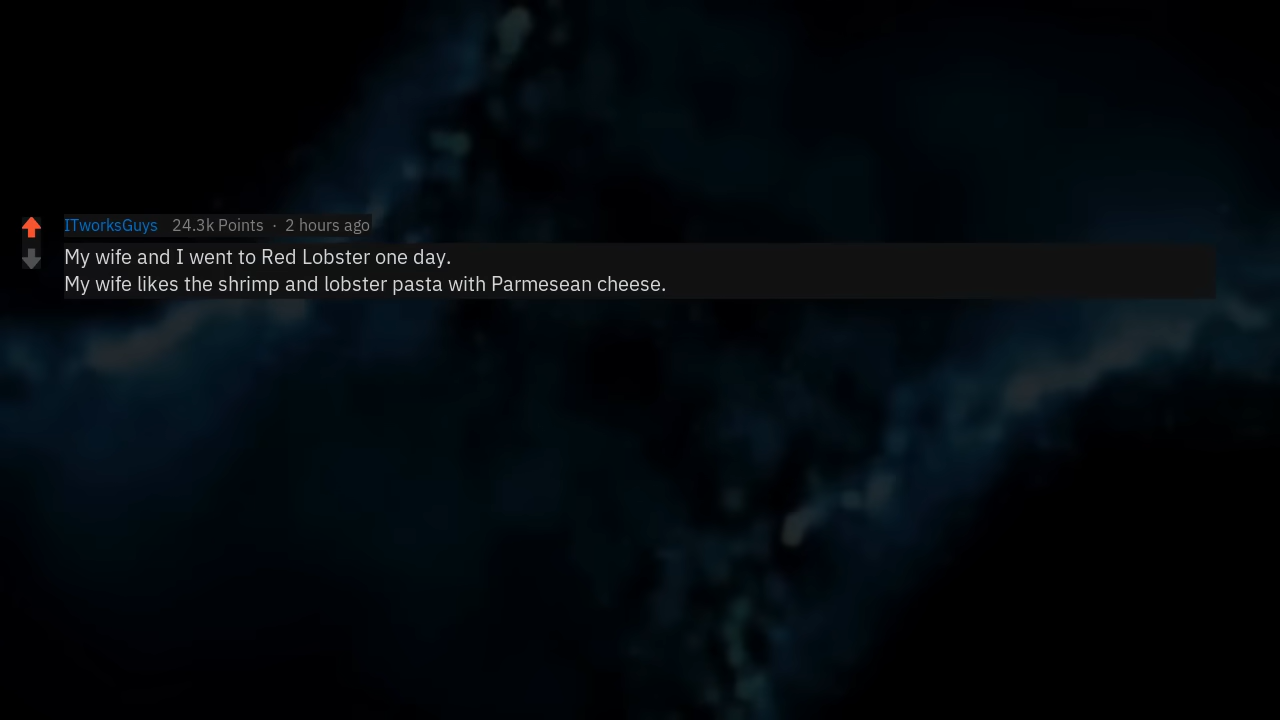 ITworksGuys 24.3k Points · 2 hours ago
My wife and I went to Red Lobster one day.
My wife likes the shrimp and lobster pasta with Parmesean cheese.